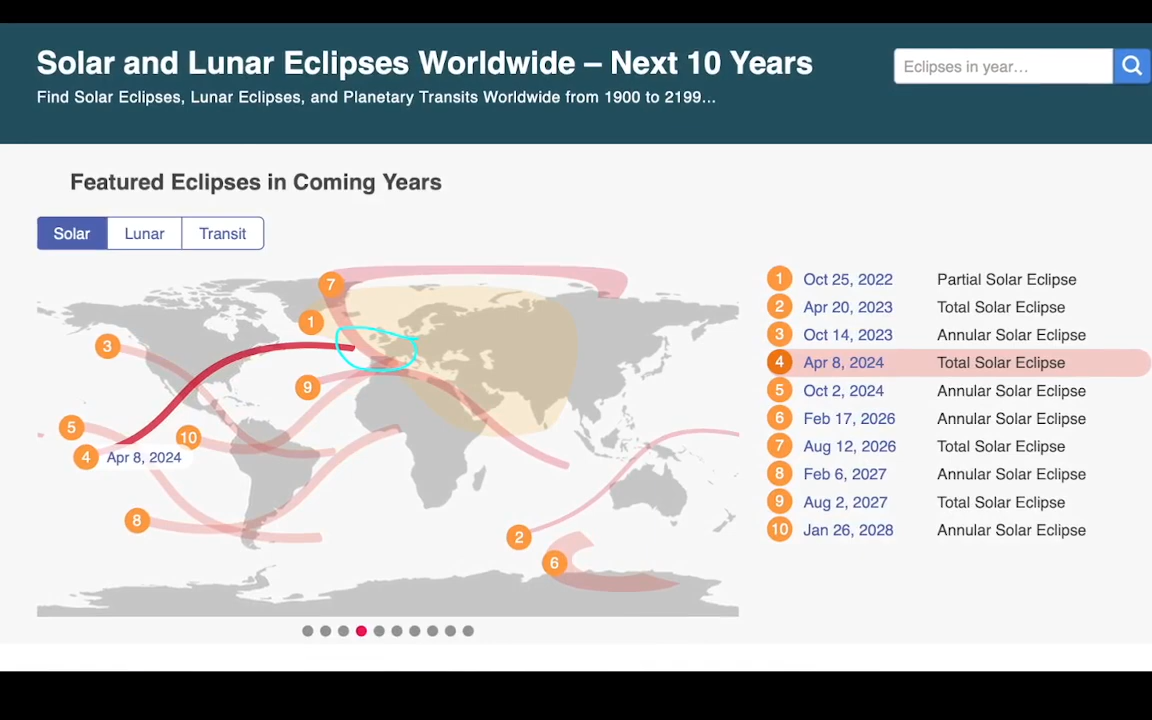 Solar and Lunar Eclipses Worldwide – Next 10 Years
Eclipses in year...
Find Solar Eclipses, Lunar Eclipses, and Planetary Transits Worldwide from 1900 to 2199...
Featured Eclipses in Coming Years
Solar Lunar Transit
7
1
3
9
5
10
4 Apr 8, 2024
8
2
6
1 Oct 25, 2022 Partial Solar Eclipse
2 Apr 20, 2023 Total Solar Eclipse
3 Oct 14, 2023 Annular Solar Eclipse
4 Apr 8, 2024 Total Solar Eclipse
5 Oct 2, 2024 Annular Solar Eclipse
6 Feb 17, 2026 Annular Solar Eclipse
7 Aug 12, 2026 Total Solar Eclipse
8 Feb 6, 2027 Annular Solar Eclipse
9 Aug 2, 2027 Total Solar Eclipse
10 Jan 26, 2028 Annular Solar Eclipse